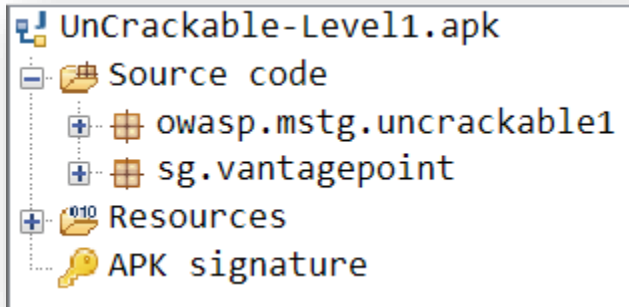 UnCrackable-Level1.apk
Source code
owasp.mstg.uncrackable1
sg.vantagepoint
Resources
APK signature